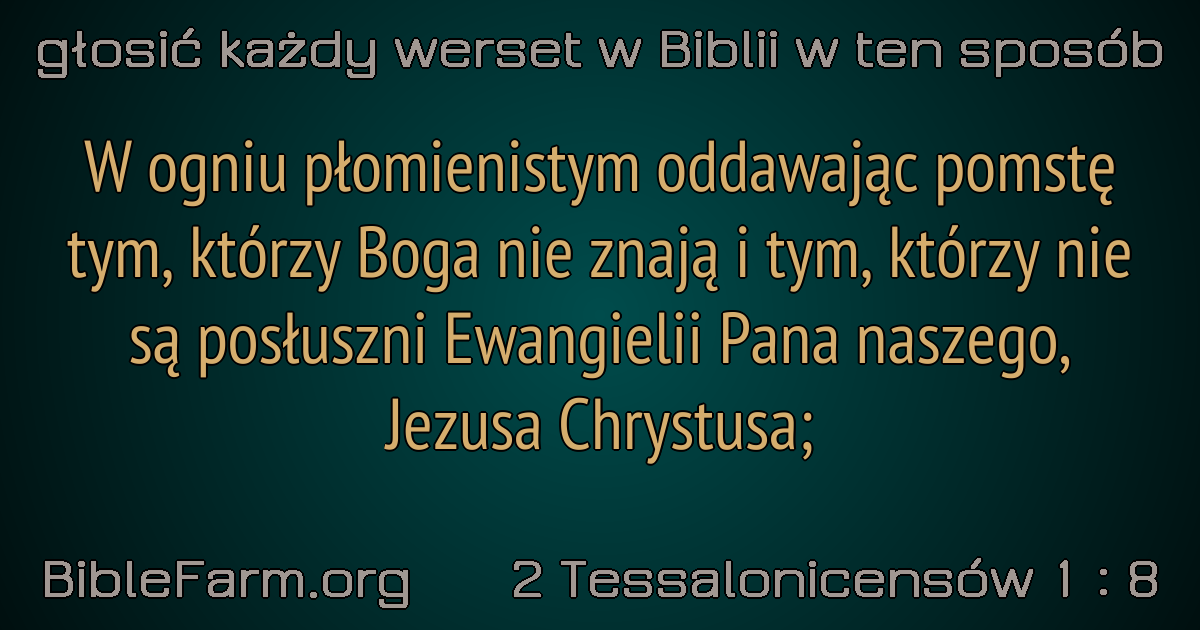 głosić każdy werset w Biblii w ten sposób
W ogniu płomienistym oddawając pomstę
tym, którzy Boga nie znają i tym, którzy nie
są posłuszni Ewangielii Pana naszego,
Jezusa Chrystusa;
BibleFarm.org 2 Tessalonicensów 1 : 8